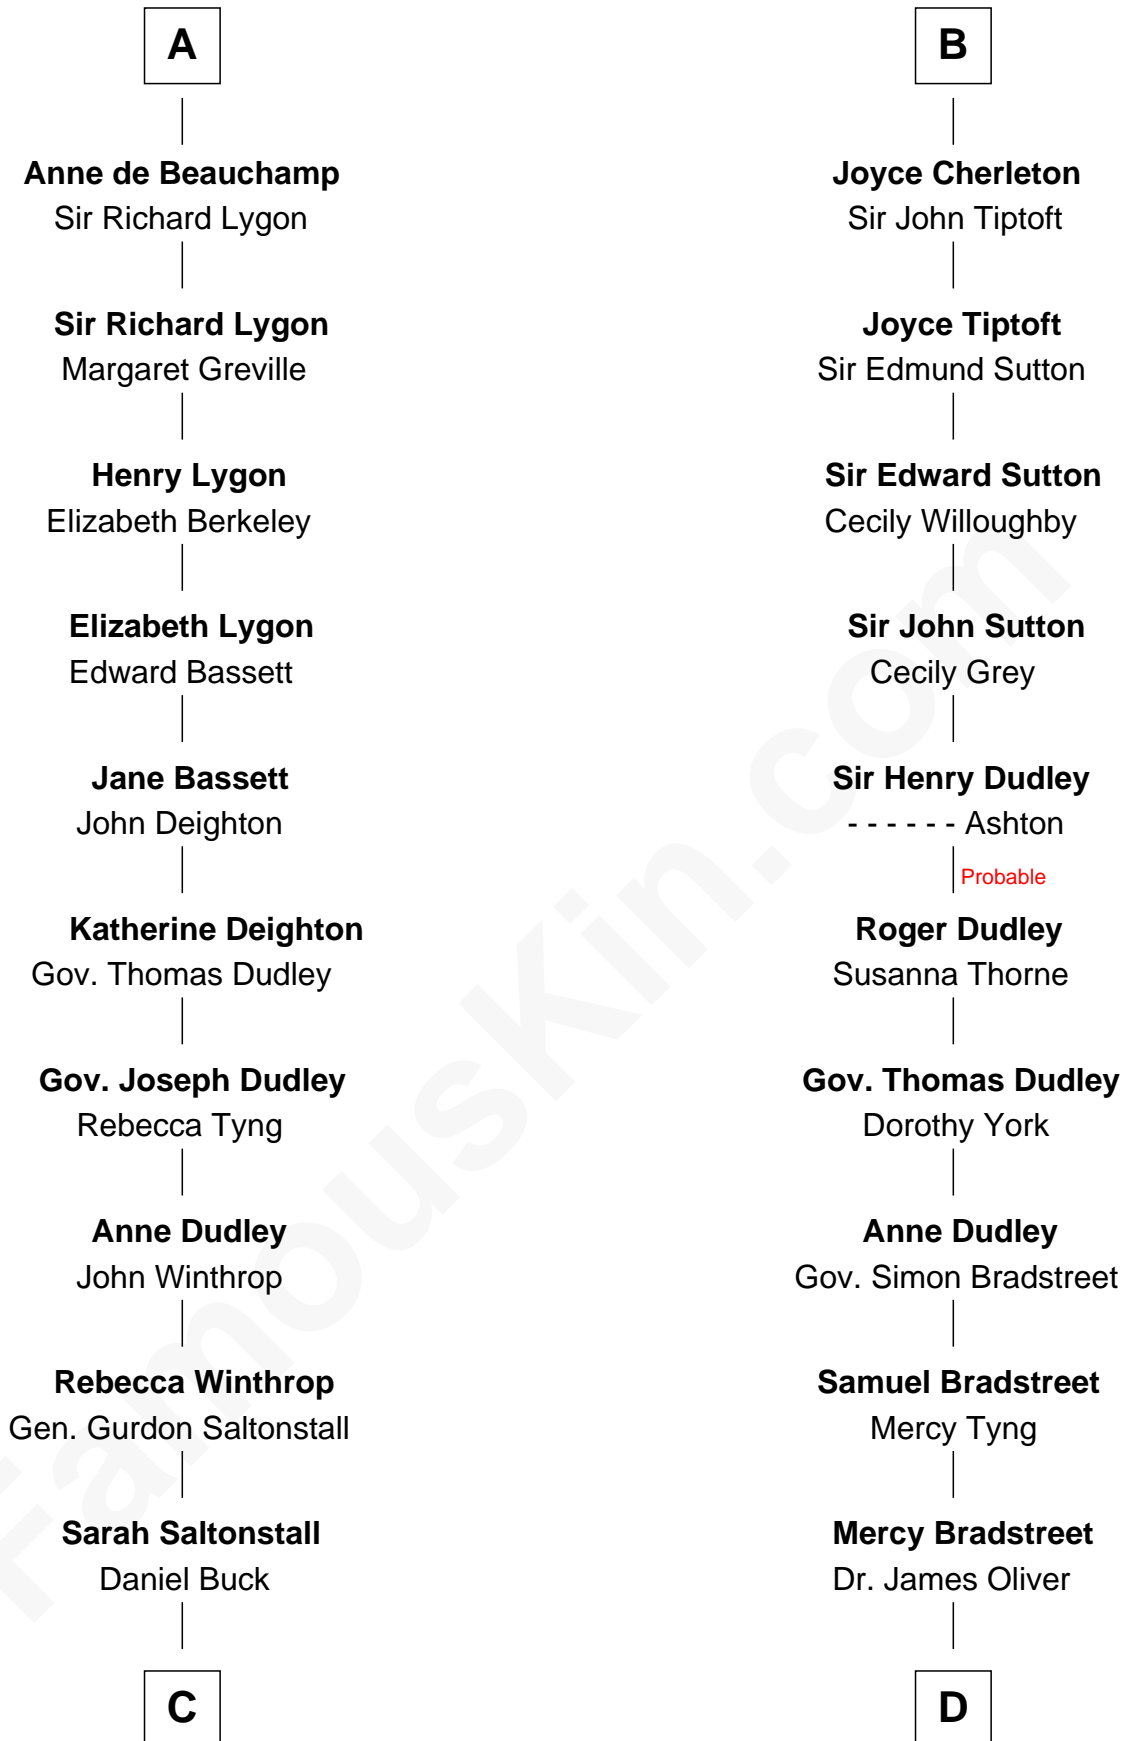 A
Anne de Beauchamp
Sir Richard Lygon
Sir Richard Lygon
Margaret Greville
Henry Lygon
Elizabeth Berkeley
Elizabeth Lygon
Edward Bassett
Jane Bassett
John Deighton
Katherine Deighton
Gov. Thomas Dudley
Gov. Joseph Dudley
Rebecca Tyng
Anne Dudley
John Winthrop
Rebecca Winthrop
Gen. Gurdon Saltonstall
Sarah Saltonstall
Daniel Buck
C
B
Joyce Cherleton
Sir John Tiptoft
Joyce Tiptoft
Sir Edmund Sutton
Sir Edward Sutton
Cecily Willoughby
Sir John Sutton
Cecily Grey
Sir Henry Dudley
- - - - - - Ashton
Probable
Roger Dudley
Susanna Thorne
Gov. Thomas Dudley
Dorothy York
Anne Dudley
Gov. Simon Bradstreet
Samuel Bradstreet
Mercy Tyng
Mercy Bradstreet
Dr. James Oliver
D
FamousKin.com